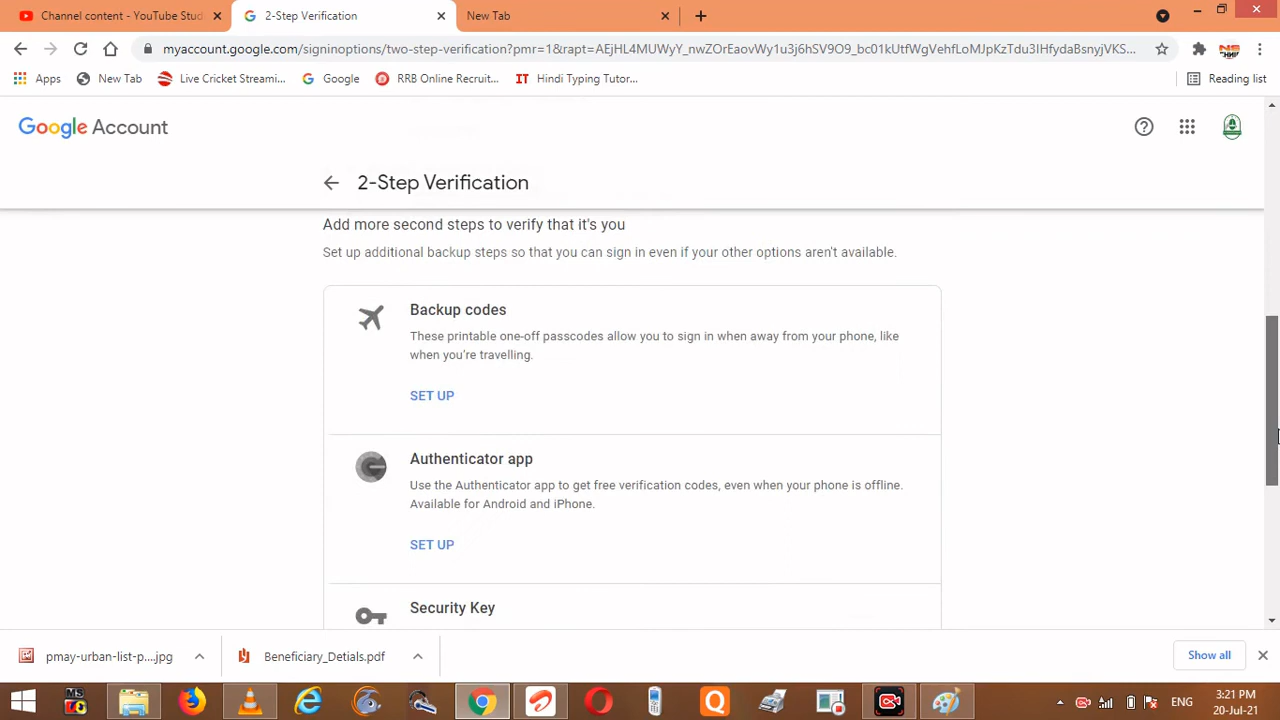 Channel content - YouTube Stud
2-Step Verification
New Tab
myaccount.google.com/signinoptions/two-step-verification?pmr=1&rapt=AEjHL4MUWyY_nwZOrEaovWy1u3j6hSV9O9_bc01kUtfWgVehfLoMJpKzTdu3IHfydaBsnyjVKS...
Apps
New Tab
Live Cricket Streami...
Google
RRB Online Recruit...
IT Hindi Typing Tutor...
Reading list
Google Account
2-Step Verification
Add more second steps to verify that it's you
Set up additional backup steps so that you can sign in even if your other options aren't available.
Backup codes
These printable one-off passcodes allow you to sign in when away from your phone, like
when you're travelling.
SET UP
Authenticator app
Use the Authenticator app to get free verification codes, even when your phone is offline.
Available for Android and iPhone.
SET UP
Security Key
pmay-urban-list-p....jpg
Beneficiary_Detials.pdf
Show all
MS
Q
ENG
3:21 PM
20-Jul-21